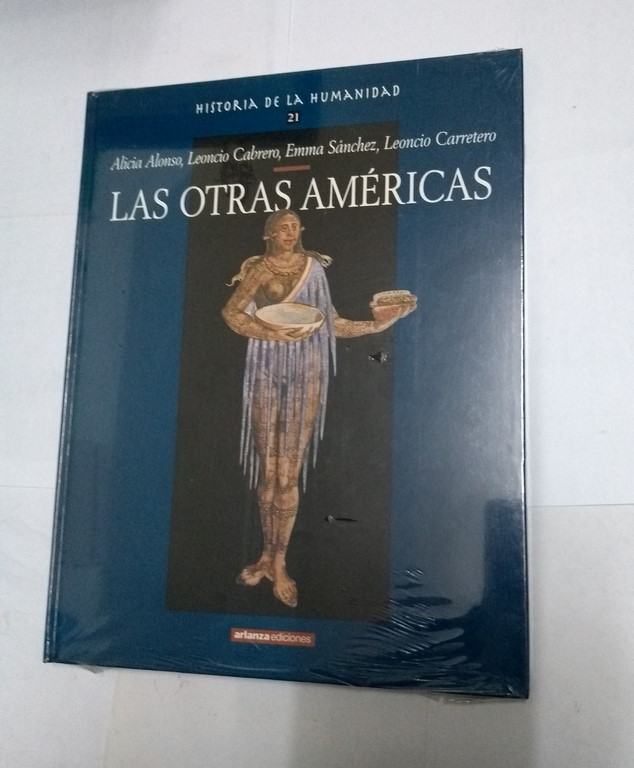 HISTORIA DE LA HUMANIDAD
21
Alicia Alonso, Leoncio Cabrero, Emma Sánchez, Leoncio Carretero
LAS OTRAS AMÉRICAS
arlanza ediciones